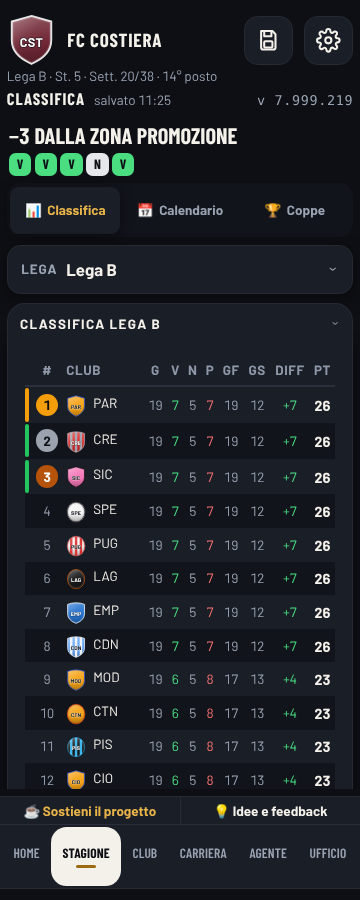 CST
FC COSTIERA
Lega B · St. 5 · Sett. 20/38 · 14° posto
CLASSIFICA salvato 11:25 v 7.999.219
−3 DALLA ZONA PROMOZIONE
V V V N V
Classifica Calendario Coppe
LEGA Lega B
CLASSIFICA LEGA B
# CLUB G V N P GF GS DIFF PT
1 PAR PAR 19 7 5 7 19 12 +7 26
2 CRE CRE 19 7 5 7 19 12 +7 26
3 SIC SIC 19 7 5 7 19 12 +7 26
4 SPE SPE 19 7 5 7 19 12 +7 26
5 PUG PUG 19 7 5 7 19 12 +7 26
6 LAG LAG 19 7 5 7 19 12 +7 26
7 EMP EMP 19 7 5 7 19 12 +7 26
8 CDN CDN 19 7 5 7 19 12 +7 26
9 MOD MOD 19 6 5 8 17 13 +4 23
10 CTN CTN 19 6 5 8 17 13 +4 23
11 PIS PIS 19 6 5 8 17 13 +4 23
12 CIO CIO 19 6 5 8 17 13 +4 23
Sostieni il progetto Idee e feedback
HOME STAGIONE CLUB CARRIERA AGENTE UFFICIO